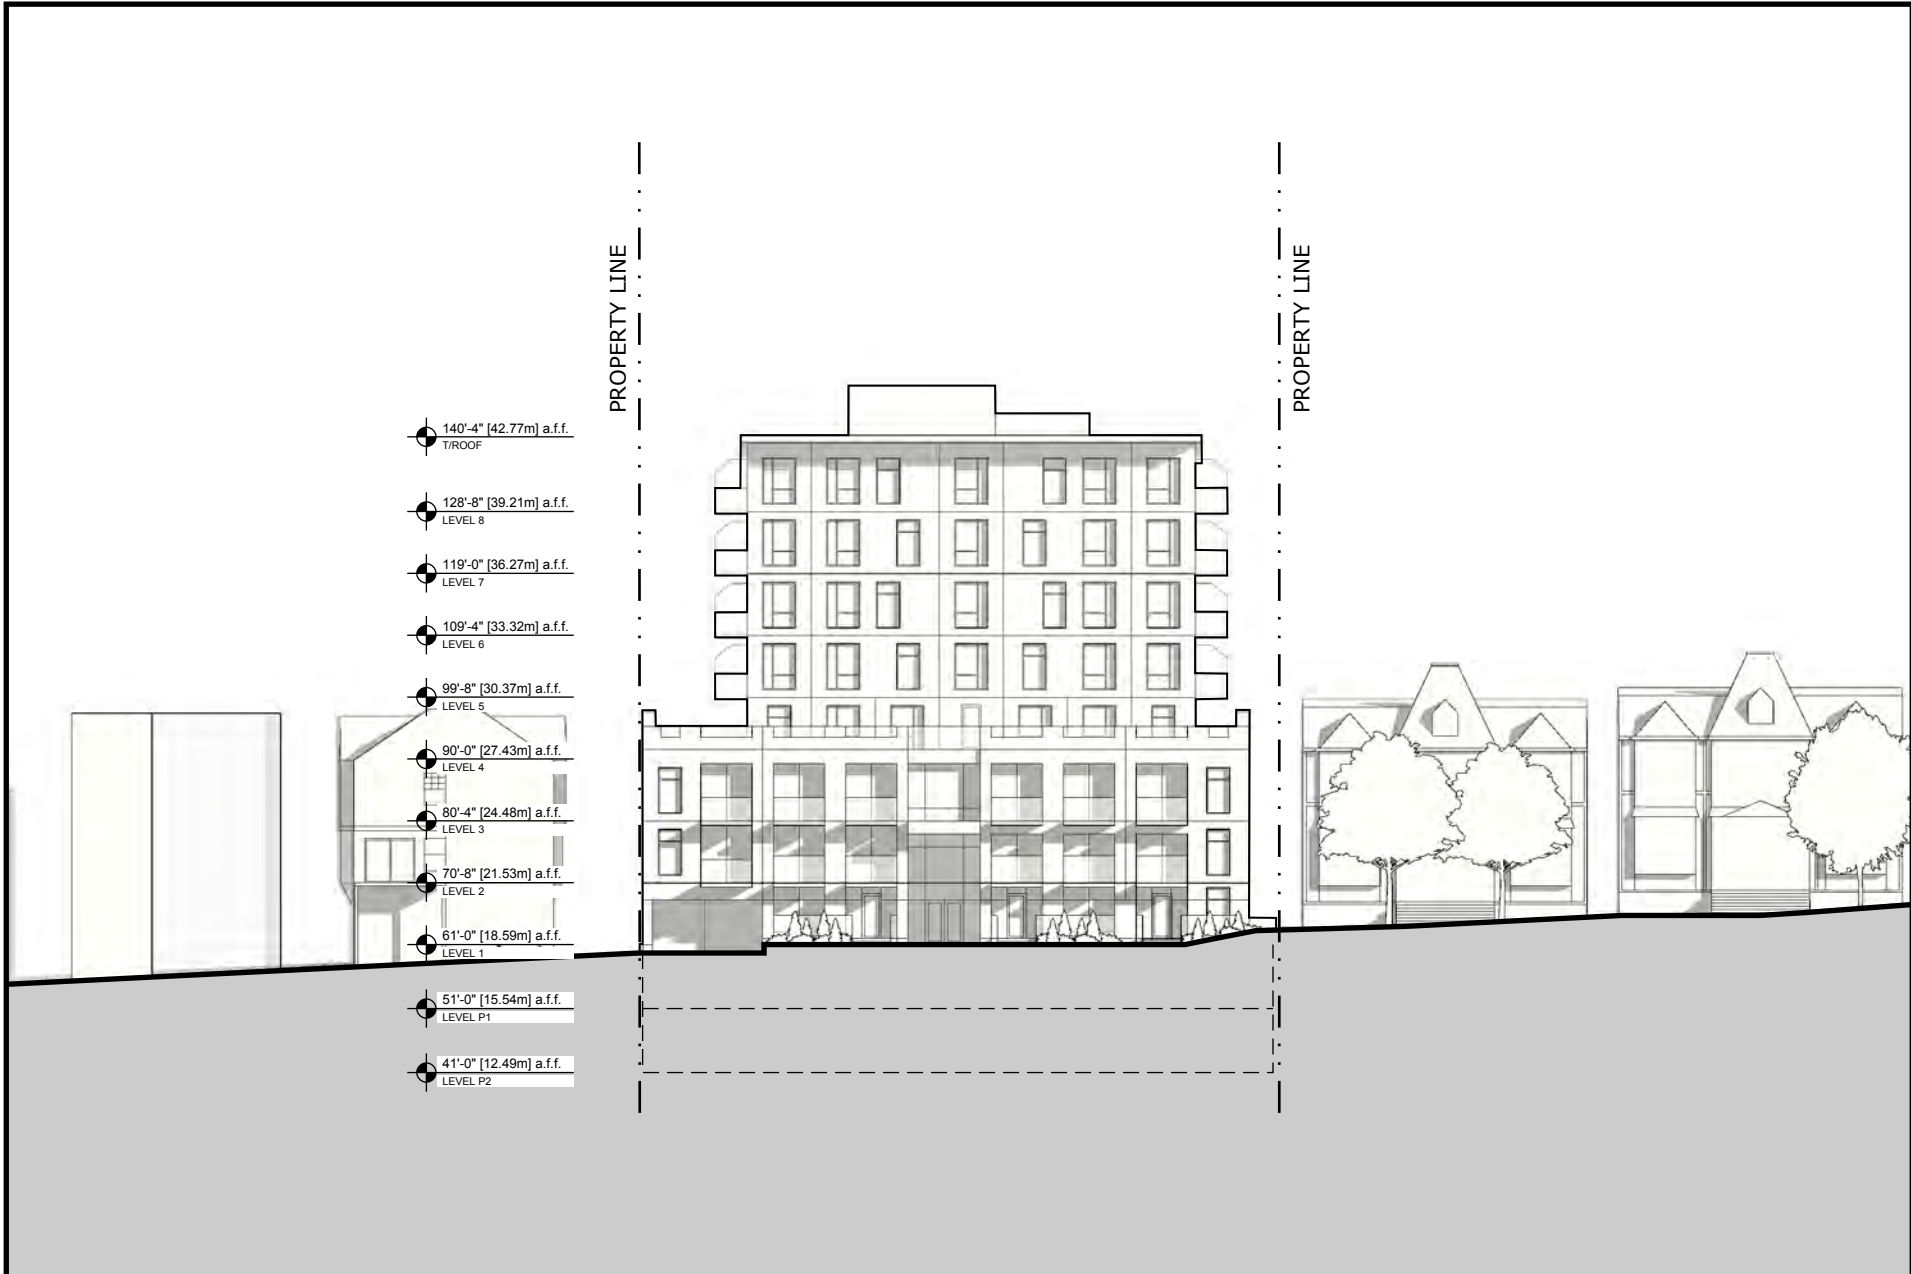 PROPERTY LINE
PROPERTY LINE
140'-4" [42.77m] a.f.f.
T/ROOF
128'-8" [39.21m] a.f.f.
LEVEL 8
119'-0" [36.27m] a.f.f.
LEVEL 7
109'-4" [33.32m] a.f.f.
LEVEL 6
99'-8" [30.37m] a.f.f.
LEVEL 5
90'-0" [27.43m] a.f.f.
LEVEL 4
80'-4" [24.48m] a.f.f.
LEVEL 3
70'-8" [21.53m] a.f.f.
LEVEL 2
61'-0" [18.59m] a.f.f.
LEVEL 1
51'-0" [15.54m] a.f.f.
LEVEL P1
41'-0" [12.49m] a.f.f.
LEVEL P2